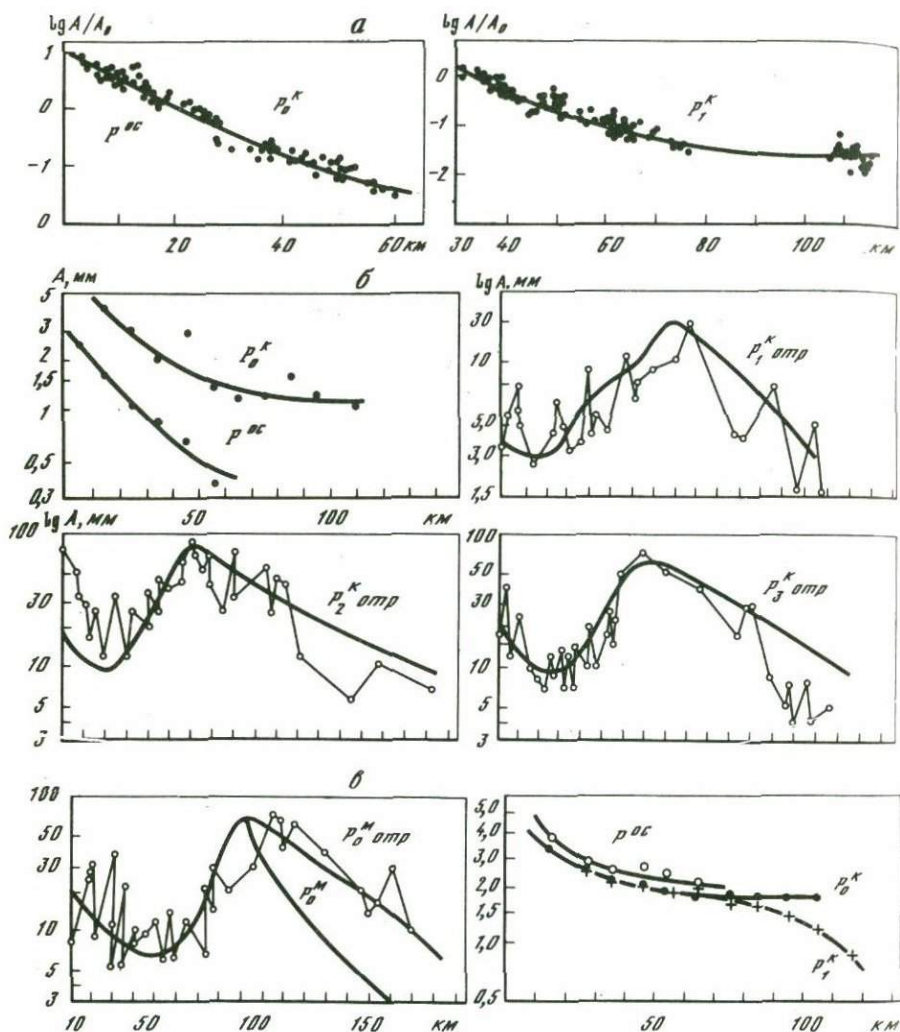 lg A/A₀
а
1
0
-1
0
P^ос
P₀^К
20
40
60 км
lg A/A₀
0
-1
-2
P₁^К
30
40
60
80
100
км
A, мм
б
5
3
2
1,5
1
0,5
0,3
P₀^К
P^ос
50
100
км
lg A, мм
30
10
5,0
3,0
1,5
P₁^К отр
lg A, мм
100
30
10
5
3
P₂^К отр
100
50
30
10
5
3
P₃^К отр
в
100
50
30
10
5
3
P₀^М отр
P₀^М
10
50
100
150
км
5,0
4,0
3,0
2,0
1,5
1,0
0,5
P^ос
P₀^К
P₁^К
50
100
км